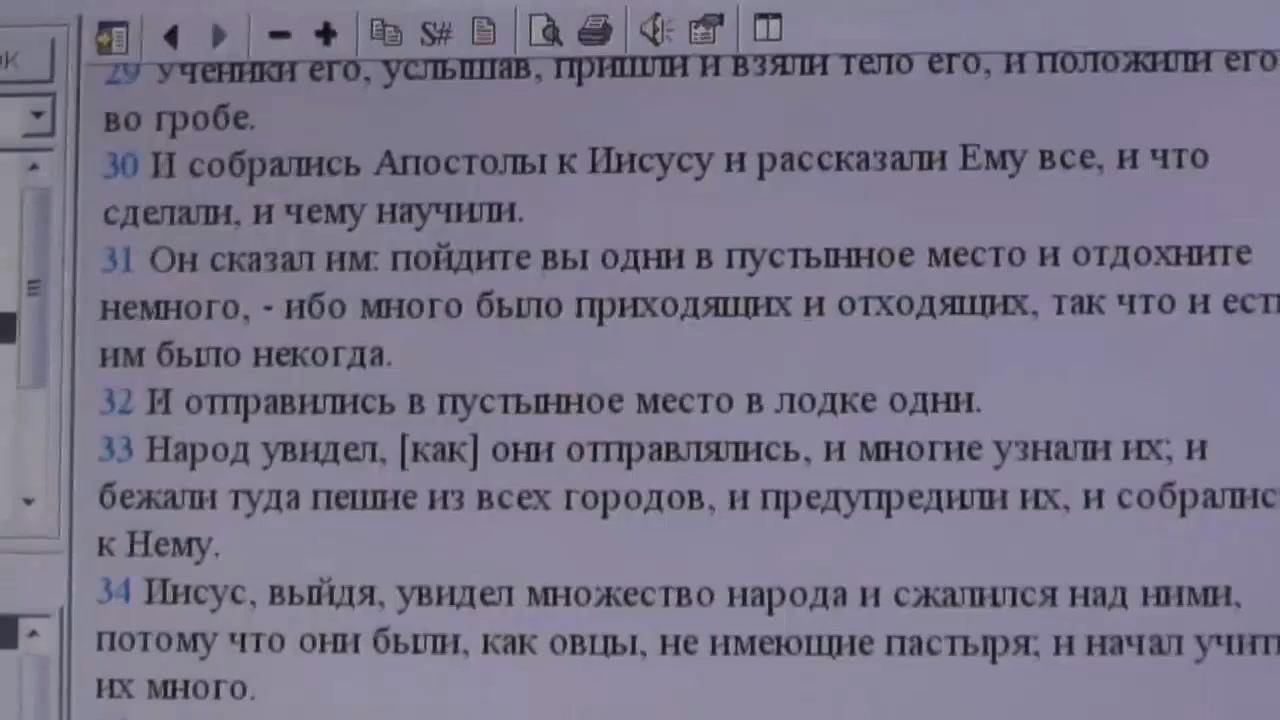 S#
29 Ученики его, услышав, пришли и взяли тело его, и положили его
во гробе.
30 И собрались Апостолы к Иисусу и рассказали Ему все, и что
сделали, и чему научили.
31 Он сказал им: пойдите вы одни в пустынное место и отдохните
немного, - ибо много было приходящих и отходящих, так что и
им было некогда.
32 И отправились в пустынное место в лодке одни.
33 Народ увидел, [как] они отправлялись, и многие узнали их; и
бежали туда пешие из всех городов, и предупредили их, и
к Нему.
34 Иисус, выйдя, увидел множество народа и сжалился над ними,
потому что они были, как овцы, не имеющие пастыря; и начал
их много.